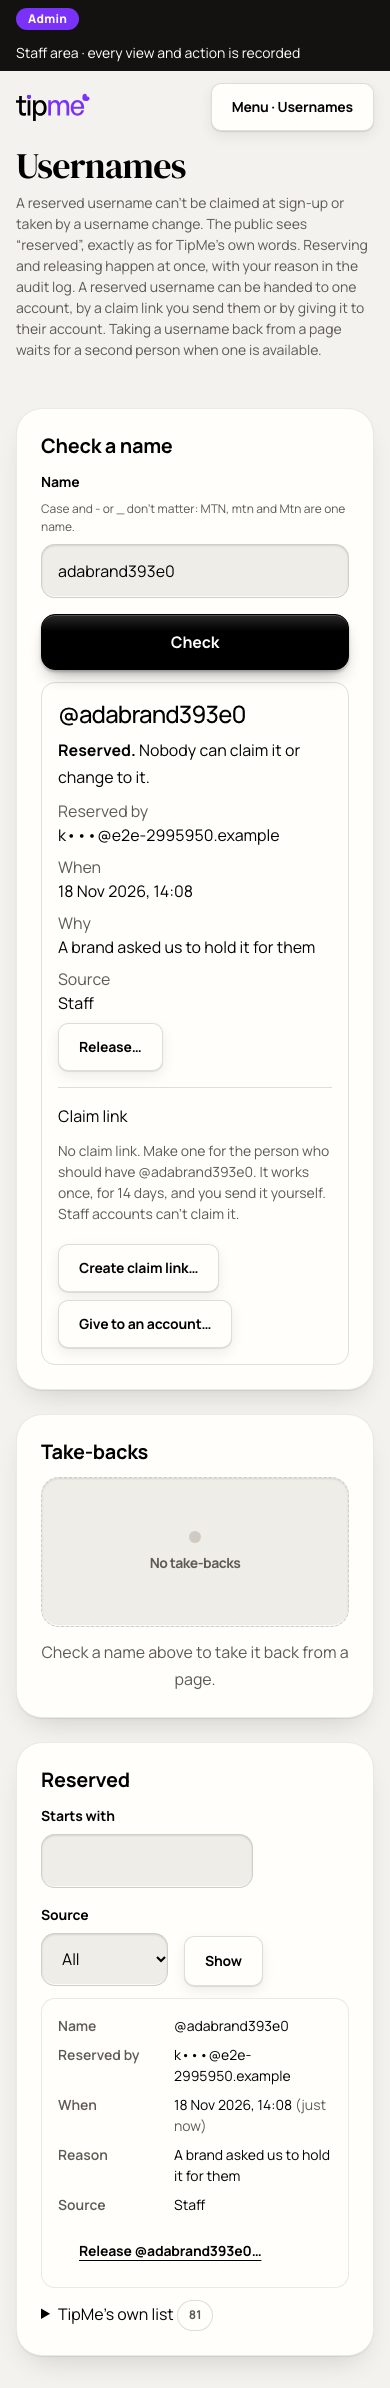 Admin
Staff area · every view and action is recorded
tipme
Menu · Usernames
Usernames
A reserved username can't be claimed at sign-up or
taken by a username change. The public sees
“reserved”, exactly as for TipMe's own words. Reserving
and releasing happen at once, with your reason in the
audit log. A reserved username can be handed to one
account, by a claim link you send them or by giving it to
their account. Taking a username back from a page
waits for a second person when one is available.
Check a name
Name
Case and - or _ don't matter: MTN, mtn and Mtn are one
name.
adabrand393e0
Check
@adabrand393e0
Reserved. Nobody can claim it or
change to it.
Reserved by
k•••@e2e-2995950.example
When
18 Nov 2026, 14:08
Why
A brand asked us to hold it for them
Source
Staff
Release…
Claim link
No claim link. Make one for the person who
should have @adabrand393e0. It works
once, for 14 days, and you send it yourself.
Staff accounts can't claim it.
Create claim link…
Give to an account…
Take-backs
No take-backs
Check a name above to take it back from a
page.
Reserved
Starts with
Source
All
Show
Name @adabrand393e0
Reserved by k•••@e2e-
2995950.example
When 18 Nov 2026, 14:08 (just
now)
Reason A brand asked us to hold
it for them
Source Staff
Release @adabrand393e0…
TipMe's own list 81